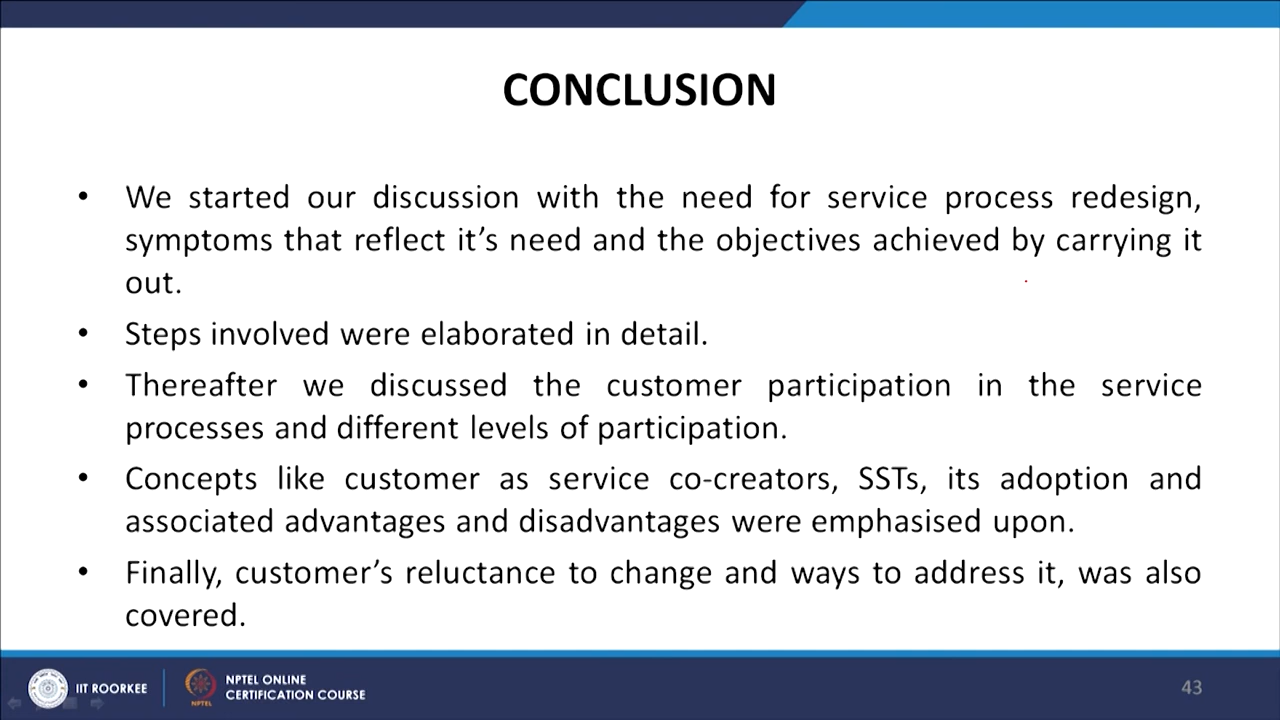 CONCLUSION
• We started our discussion with the need for service process redesign,
symptoms that reflect it’s need and the objectives achieved by carrying it
out.
• Steps involved were elaborated in detail.
• Thereafter we discussed the customer participation in the service
processes and different levels of participation.
• Concepts like customer as service co-creators, SSTs, its adoption and
associated advantages and disadvantages were emphasised upon.
• Finally, customer’s reluctance to change and ways to address it, was also
covered.
IIT ROORKEE
NPTEL
NPTEL ONLINE
CERTIFICATION COURSE
43